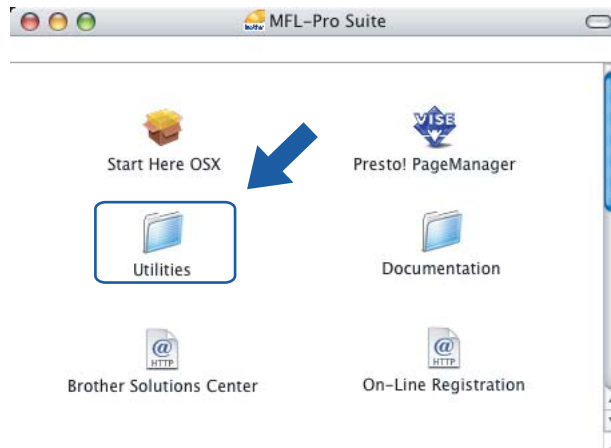 MFL-Pro Suite
Start Here OSX
Presto! PageManager
VISE
Utilities
Documentation
@
HTTP
@
HTTP
Brother Solutions Center
On-Line Registration